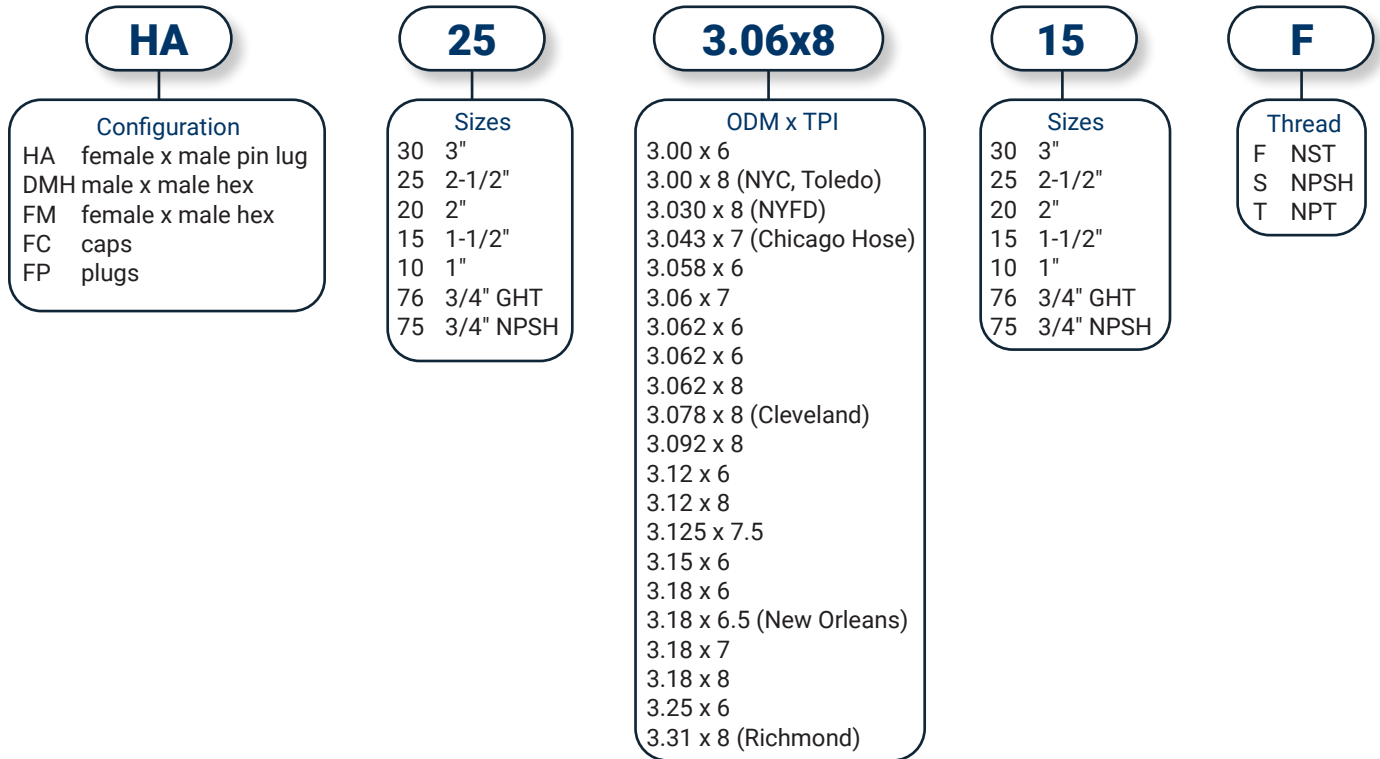 HA
25
3.06x8
15
F
Configuration
HA female x male pin lug
DMH male x male hex
FM female x male hex
FC caps
FP plugs
Sizes
30 3"
25 2-1/2"
20 2"
15 1-1/2"
10 1"
76 3/4" GHT
75 3/4" NPSH
ODM x TPI
3.00 x 6
3.00 x 8 (NYC, Toledo)
3.030 x 8 (NYFD)
3.043 x 7 (Chicago Hose)
3.058 x 6
3.06 x 7
3.062 x 6
3.062 x 6
3.062 x 8
3.078 x 8 (Cleveland)
3.092 x 8
3.12 x 6
3.12 x 8
3.125 x 7.5
3.15 x 6
3.18 x 6
3.18 x 6.5 (New Orleans)
3.18 x 7
3.18 x 8
3.25 x 6
3.31 x 8 (Richmond)
Sizes
30 3"
25 2-1/2"
20 2"
15 1-1/2"
10 1"
76 3/4" GHT
75 3/4" NPSH
Thread
F NST
S NPSH
T NPT